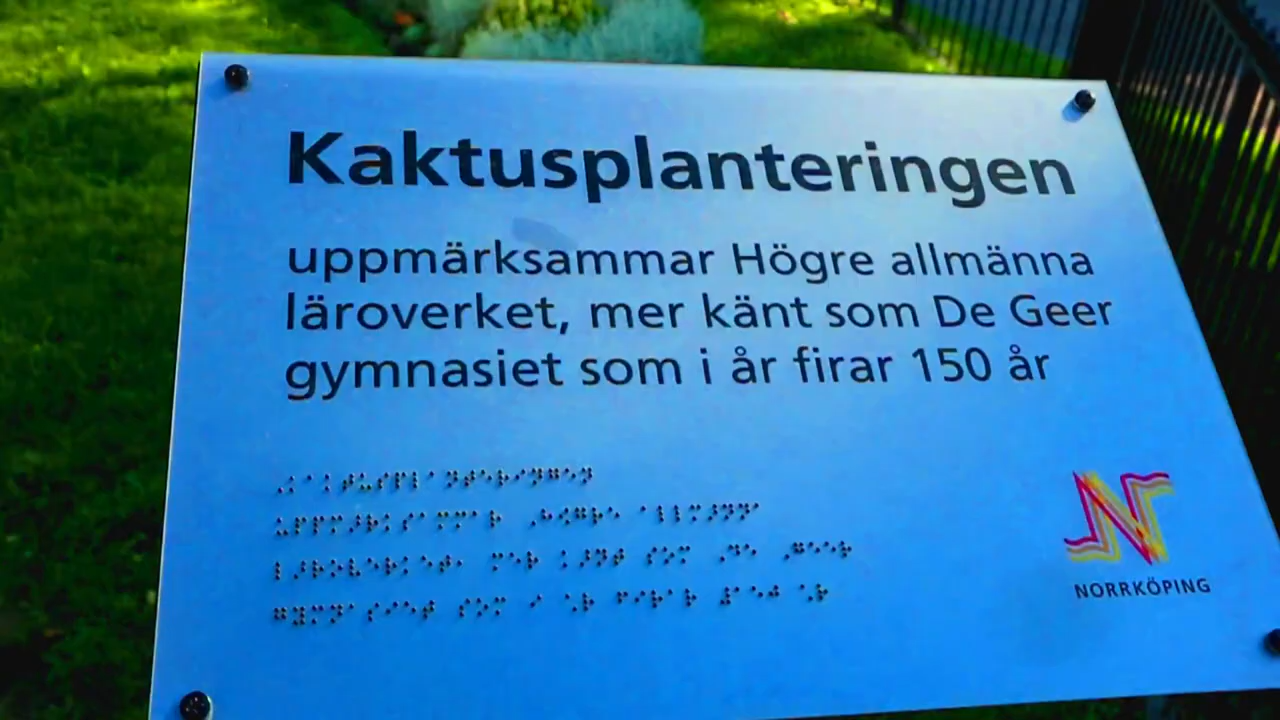 Kaktusplanteringen
uppmärksammar Högre allmänna
läroverket, mer känt som De Geer
gymnasiet som i år firar 150 år
NORRKÖPING